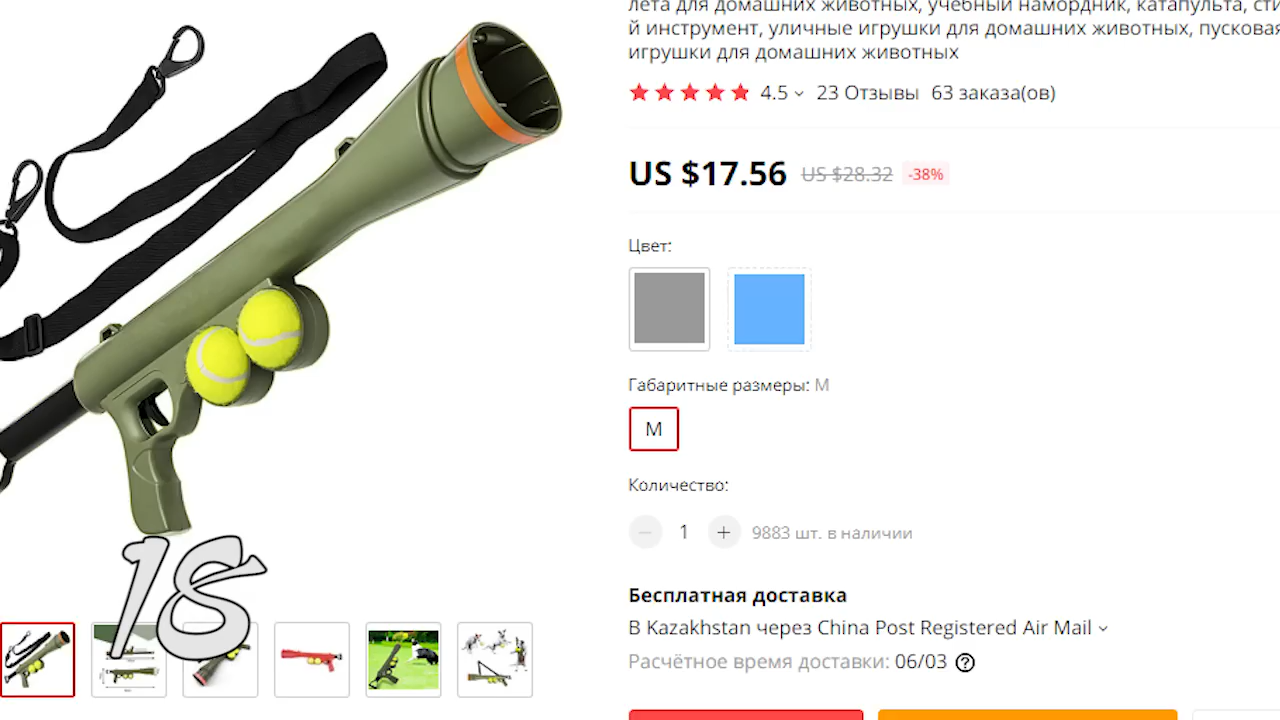 лета для домашних животных, учебный намордник, катапульта, сти
й инструмент, уличные игрушки для домашних животных, пусковая
игрушки для домашних животных
4.5 23 Отзывы 63 заказа(ов)
US $17.56 US $28.32 -38%
Цвет:
Габаритные размеры: M
M
Количество:
1 + 9883 шт. в наличии
18
Бесплатная доставка
В Kazakhstan через China Post Registered Air Mail
Расчётное время доставки: 06/03 ?